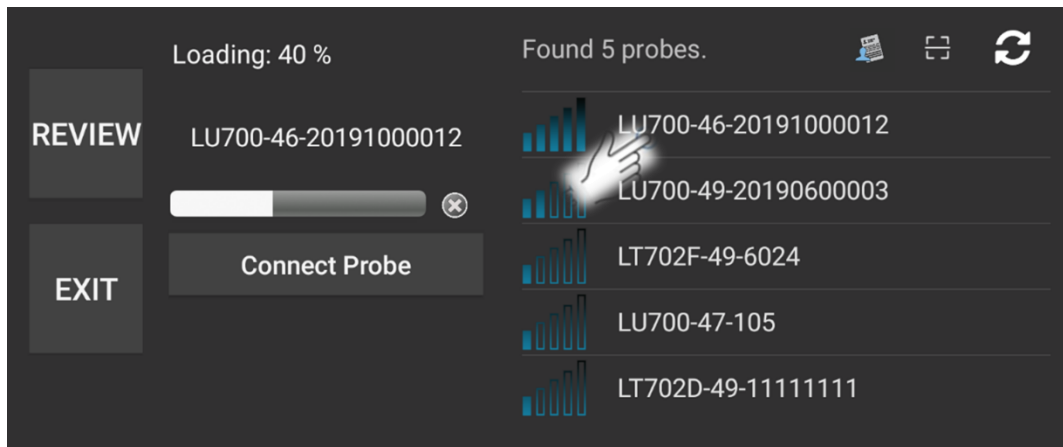 REVIEW
EXIT
Loading: 40 %
LU700-46-20191000012
Connect Probe
Found 5 probes.
LU700-46-20191000012
LU700-49-20190600003
LT702F-49-6024
LU700-47-105
LT702D-49-11111111